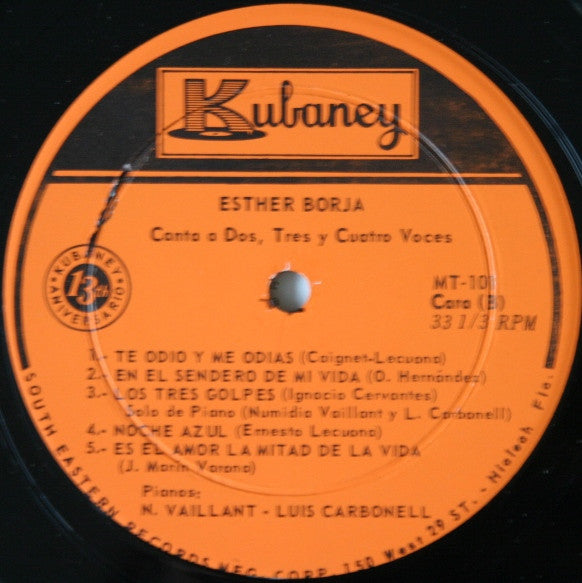 Kubaney
ESTHER BORJA
Canta a Dos, Tres y Cuatro Voces
KUBANEY
13th
ANIVERSARIO
MT-101
Cara (B)
33 1/3 RPM
1.- TE ODIO Y ME ODIAS (Caignet-Lecuona)
2.- EN EL SENDERO DE MI VIDA (O. Hernández)
3.- LOS TRES GOLPES (Ignacio Cervantes)
Solo de Piano (Numidia Vaillant y L. Carbonell)
4.- NOCHE AZUL (Ernesto Lecuona)
5.- ES EL AMOR LA MITAD DE LA VIDA
(J. Marín Varona)
Pianos:
N. VAILLANT - LUIS CARBONELL
SOUTH EASTERN RECORDS MFG. CORP. 750 West 29 ST. - Hialeah Fla.